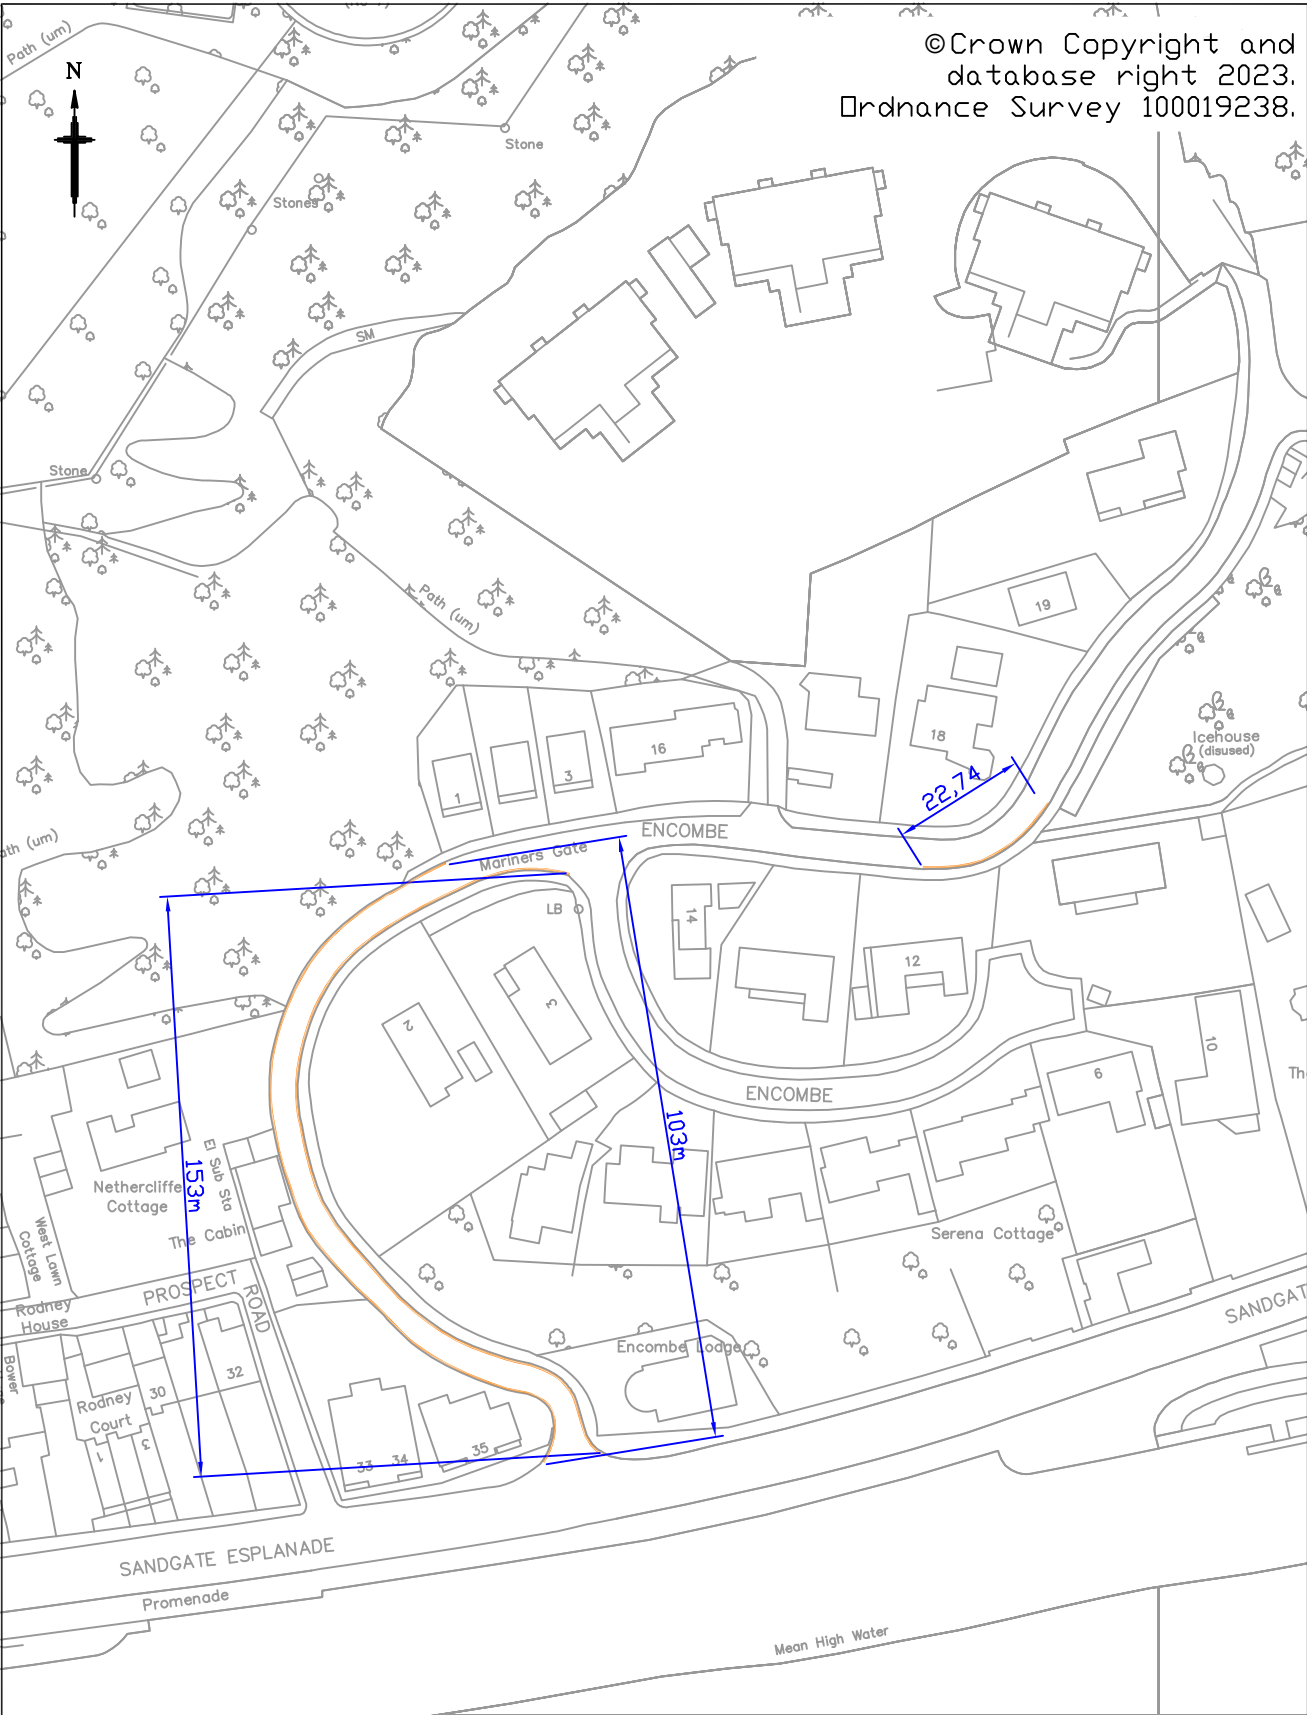 Path (um)
N
©Crown Copyright and
database right 2023.
Ordnance Survey 100019238.
Stone
Stones
SM
Stone
Path (um)
19
18
16
1
3
Icehouse
(disused)
22,74
ENCOMBE
Mariners Gate
LB
14
12
10
2
3
6
ENCOMBE
103m
153m
El Sub Sta
Nethercliffe
Cottage
The Cabin
West Lawn
Cottage
Serena Cottage
PROSPECT
ROAD
Rodney
House
SANDGAT
Encombe Lodge
Bower
32
30
Rodney
Court
1
3
33
34
35
SANDGATE ESPLANADE
Promenade
Mean High Water